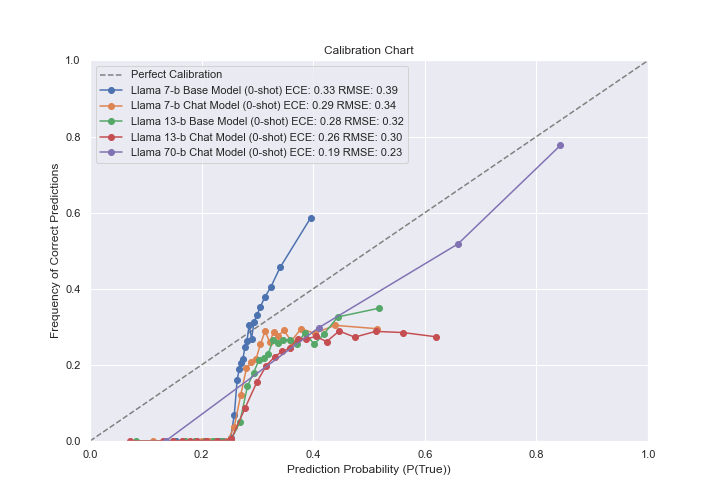 Calibration Chart
Perfect Calibration
Llama 7-b Base Model (0-shot) ECE: 0.33 RMSE: 0.39
Llama 7-b Chat Model (0-shot) ECE: 0.29 RMSE: 0.34
Llama 13-b Base Model (0-shot) ECE: 0.28 RMSE: 0.32
Llama 13-b Chat Model (0-shot) ECE: 0.26 RMSE: 0.30
Llama 70-b Chat Model (0-shot) ECE: 0.19 RMSE: 0.23
Frequency of Correct Predictions
1.0
0.8
0.6
0.4
0.2
0.0
0.0 0.2 0.4 0.6 0.8 1.0
Prediction Probability (P(True))